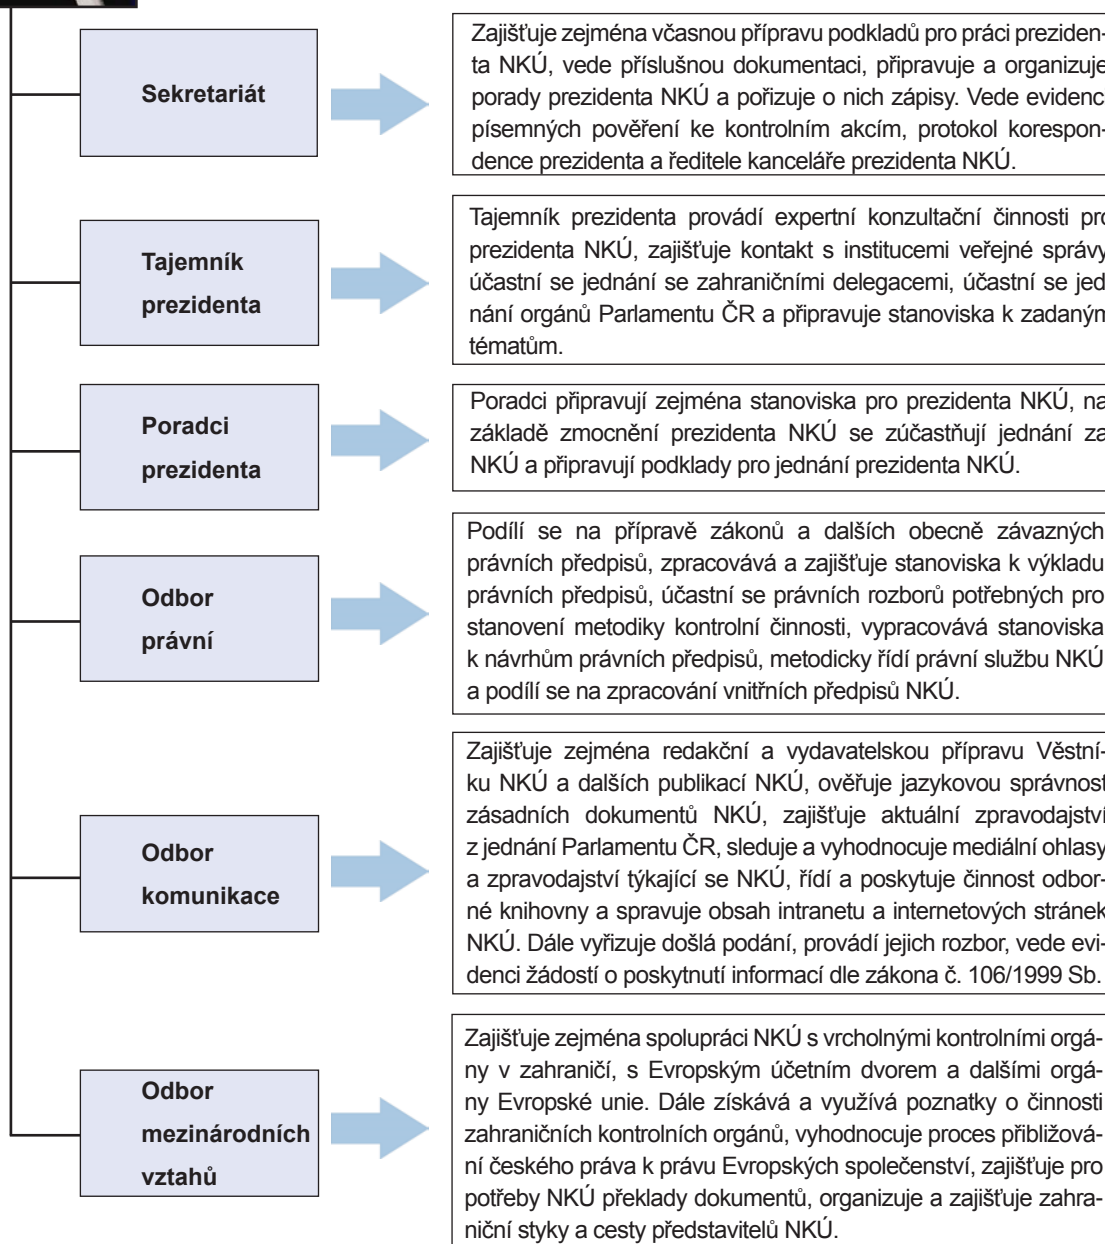 Sekretariát
Zajišťuje zejména včasnou přípravu podkladů pro práci preziden-
ta NKÚ, vede příslušnou dokumentaci, připravuje a organizuje
porady prezidenta NKÚ a pořizuje o nich zápisy. Vede evidenci
písemných pověření ke kontrolním akcím, protokol korespon-
dence prezidenta a ředitele kanceláře prezidenta NKÚ.
Tajemník
prezidenta
Tajemník prezidenta provádí expertní konzultační činnosti pro
prezidenta NKÚ, zajišťuje kontakt s institucemi veřejné správy,
účastní se jednání se zahraničními delegacemi, účastní se jed-
nání orgánů Parlamentu ČR a připravuje stanoviska k zadaným
tématům.
Poradci
prezidenta
Poradci připravují zejména stanoviska pro prezidenta NKÚ, na
základě zmocnění prezidenta NKÚ se zúčastňují jednání za
NKÚ a připravují podklady pro jednání prezidenta NKÚ.
Odbor
právní
Podílí se na přípravě zákonů a dalších obecně závazných
právních předpisů, zpracovává a zajišťuje stanoviska k výkladu
právních předpisů, účastní se právních rozborů potřebných pro
stanovení metodiky kontrolní činnosti, vypracovává stanoviska
k návrhům právních předpisů, metodicky řídí právní službu NKÚ
a podílí se na zpracování vnitřních předpisů NKÚ.
Odbor
komunikace
Zajišťuje zejména redakční a vydavatelskou přípravu Věstní-
ku NKÚ a dalších publikací NKÚ, ověřuje jazykovou správnost
zásadních dokumentů NKÚ, zajišťuje aktuální zpravodajství
z jednání Parlamentu ČR, sleduje a vyhodnocuje mediální ohlasy
a zpravodajství týkající se NKÚ, řídí a poskytuje činnost odbor-
né knihovny a spravuje obsah intranetu a internetových stránek
NKÚ. Dále vyřizuje došlá podání, provádí jejich rozbor, vede evi-
denci žádostí o poskytnutí informací dle zákona č. 106/1999 Sb.
Odbor
mezinárodních
vztahů
Zajišťuje zejména spolupráci NKÚ s vrcholnými kontrolními orgá-
ny v zahraničí, s Evropským účetním dvorem a dalšími orgá-
ny Evropské unie. Dále získává a využívá poznatky o činnosti
zahraničních kontrolních orgánů, vyhodnocuje proces přibližová-
ní českého práva k právu Evropských společenství, zajišťuje pro
potřeby NKÚ překlady dokumentů, organizuje a zajišťuje zahra-
niční styky a cesty představitelů NKÚ.